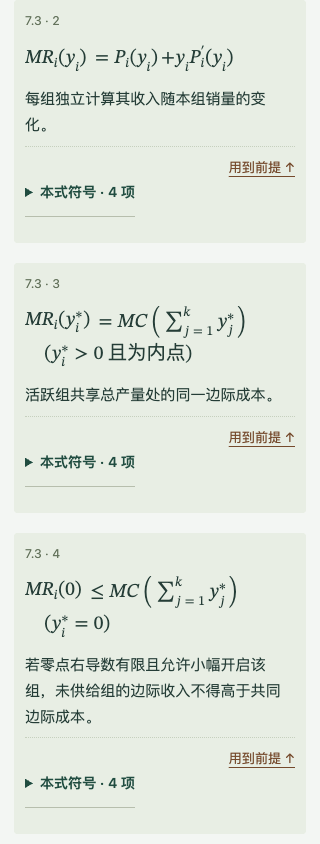 7.3 · 2
MRᵢ(yᵢ) = Pᵢ(yᵢ)+yᵢP′ᵢ(yᵢ)
每组独立计算其收入随本组销量的变
化。
用到前提 ↑
▶ 本式符号 · 4 项
7.3 · 3
MRᵢ(yᵢ*) = MC(∑ⱼ₌₁ᵏ yⱼ*)
(yᵢ* > 0 且为内点)
活跃组共享总产量处的同一边际成本。
用到前提 ↑
▶ 本式符号 · 4 项
7.3 · 4
MRᵢ(0) ≤ MC(∑ⱼ₌₁ᵏ yⱼ*)
(yᵢ* = 0)
若零点右导数有限且允许小幅开启该
组，未供给组的边际收入不得高于共同
边际成本。
用到前提 ↑
▶ 本式符号 · 4 项